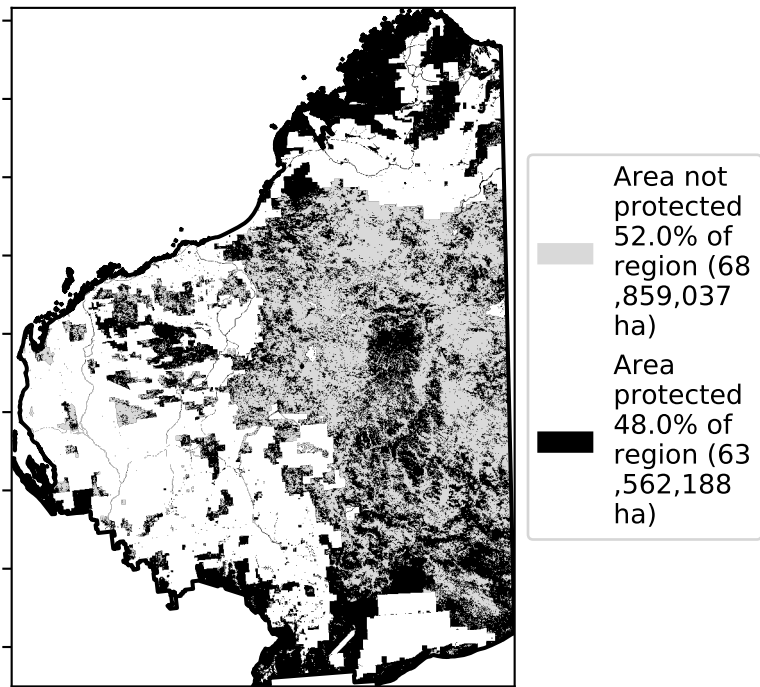 Area not
protected
52.0% of
region (68
,859,037
ha)
Area
protected
48.0% of
region (63
,562,188
ha)